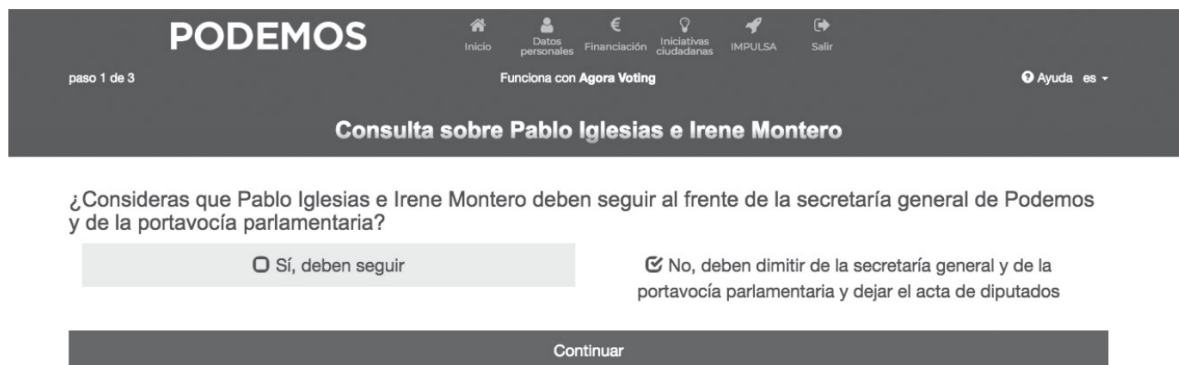 PODEMOS
Inicio
Datos personales
Financiación
Iniciativas ciudadanas
IMPULSA
Salir
paso 1 de 3
Funciona con Agora Voting
Ayuda es
Consulta sobre Pablo Iglesias e Irene Montero
¿Consideras que Pablo Iglesias e Irene Montero deben seguir al frente de la secretaría general de Podemos
y de la portavocía parlamentaria?
Sí, deben seguir
No, deben dimitir de la secretaría general y de la
portavocía parlamentaria y dejar el acta de diputados
Continuar